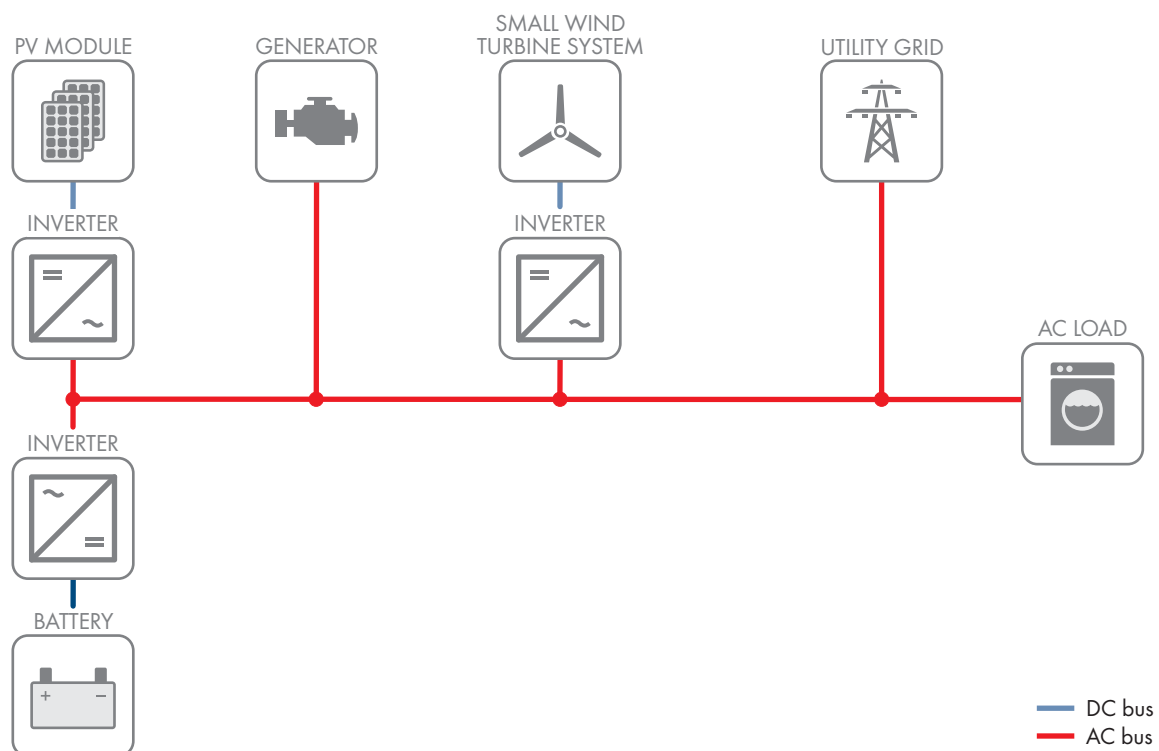 SMALL WIND
PV MODULE
GENERATOR
TURBINE SYSTEM
UTILITY GRID
INVERTER
INVERTER
AC LOAD
INVERTER
BATTERY
+ −
DC bus
AC bus